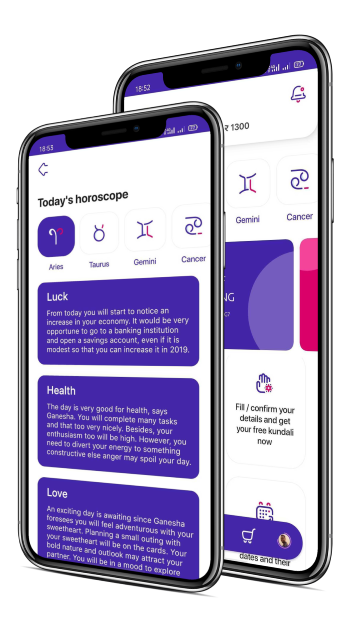 18:53
Today's horoscope
Aries
Taurus
Gemini
Cancer
Luck
From today you will start to notice an
increase in your economy. It would be very
opportune to go to a banking institution
and open a savings account, even if it is
modest so that you can increase it in 2019.
Health
The day is very good for health, says
Ganesha. You will complete many tasks
and that too very nicely. Besides, your
enthusiasm too will be high. However, you
need to divert your energy to something
constructive else anger may spoil your day.
Love
An exciting day is awaiting since Ganesha
foresees you will feel adventurous with your
sweetheart. Planning a small outing with
your sweetheart will be on the cards. Your
bold nature and outlook may attract your
partner. You will be in a mood to explore
18:52
₹ 1300
Gemini
Cancer
NG
Fill / confirm your
details and get
your free kundali
now
dates and their